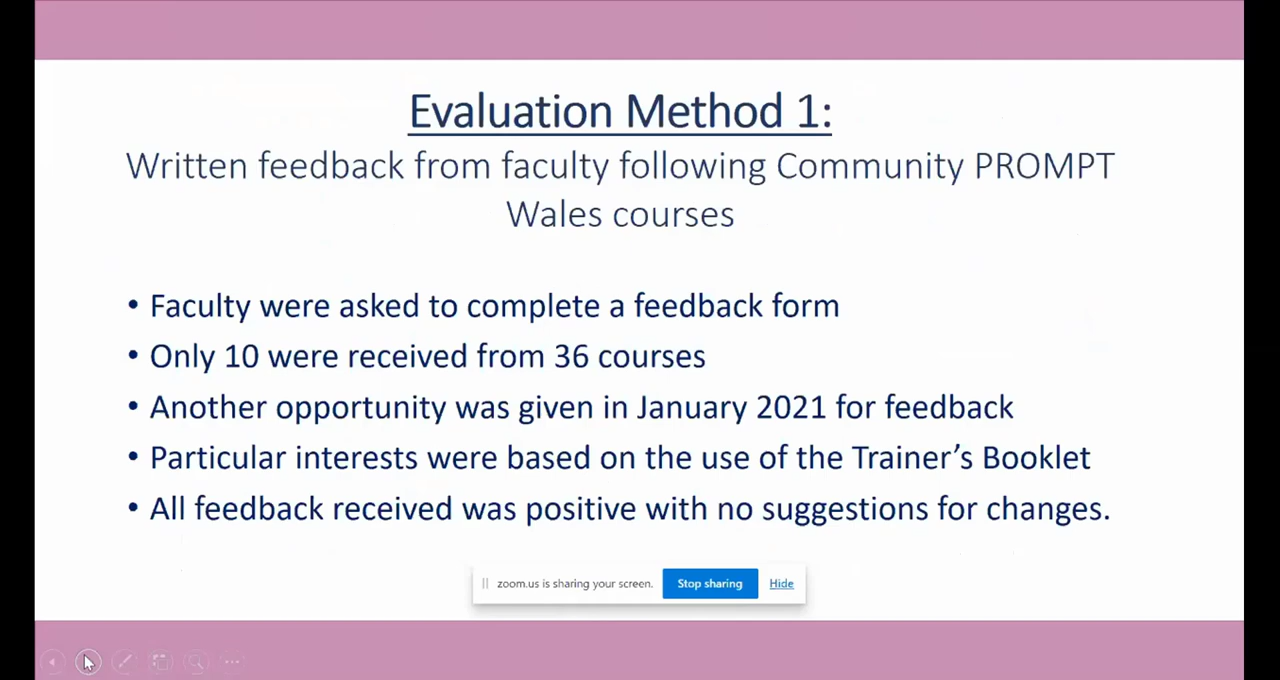 Evaluation Method 1:
Written feedback from faculty following Community PROMPT
Wales courses
• Faculty were asked to complete a feedback form
• Only 10 were received from 36 courses
• Another opportunity was given in January 2021 for feedback
• Particular interests were based on the use of the Trainer’s Booklet
• All feedback received was positive with no suggestions for changes.
zoom.us is sharing your screen. Stop sharing Hide